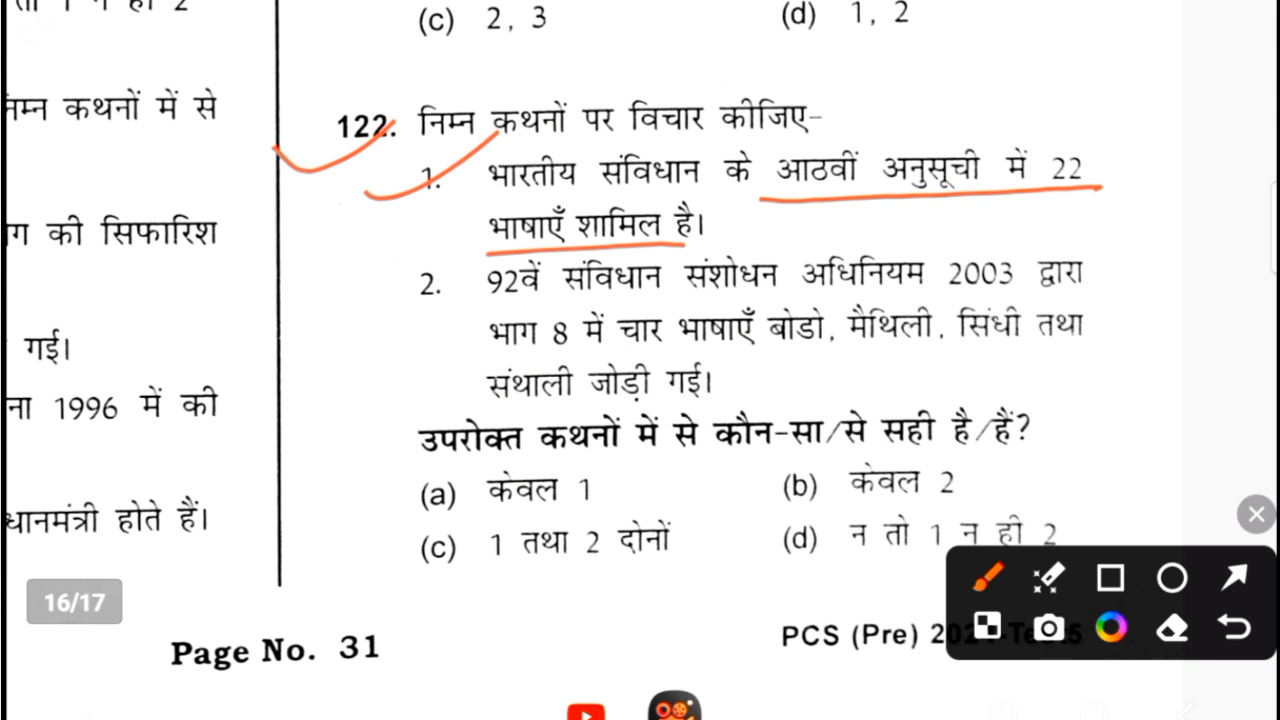 (c) 2, 3 (d) 1, 2
निम्न कथनों में से
ग की सिफारिश
गई।
ना 1996 में की
धानमंत्री होते हैं।
122. निम्न कथनों पर विचार कीजिए-
1. भारतीय संविधान के आठवीं अनुसूची में 22
भाषाएँ शामिल है।
2. 92वें संविधान संशोधन अधिनियम 2003 द्वारा
भाग 8 में चार भाषाएँ बोडो, मैथिली, सिंधी तथा
संथाली जोड़ी गई।
उपरोक्त कथनों में से कौन-सा/से सही है/हैं?
(a) केवल 1 (b) केवल 2
(c) 1 तथा 2 दोनों (d) न तो 1 न ही 2
16/17
Page No. 31
PCS (Pre)